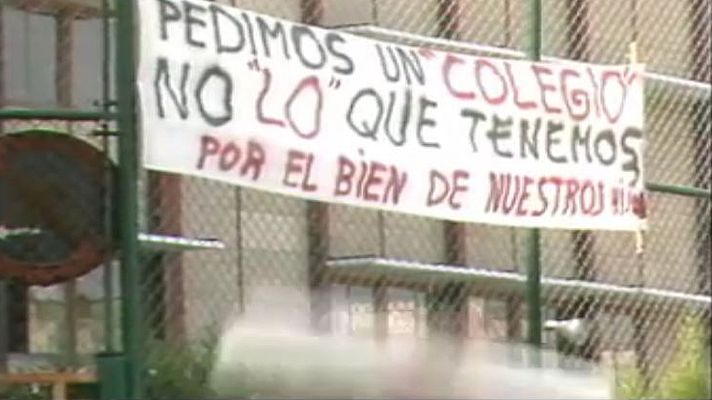 PEDIMOS UN "COLEGIO"
NO "LO" QUE TENEMOS
POR EL BIEN DE NUESTROS